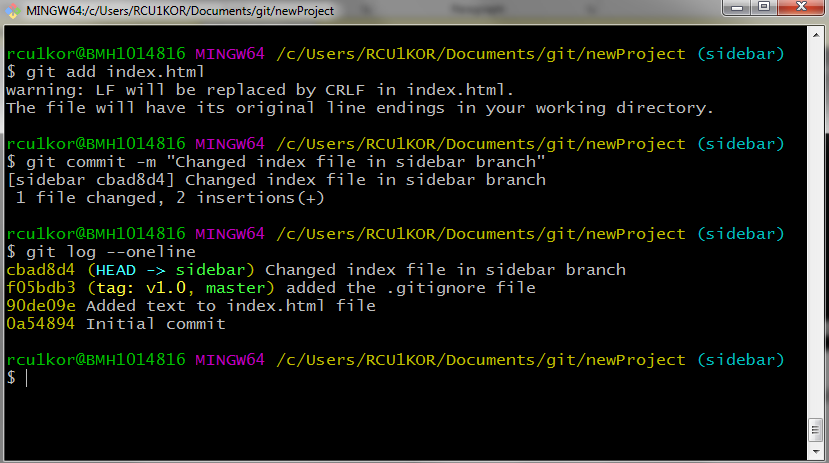 MINGW64:/c/Users/RCU1KOR/Documents/git/newProject
rcu1kor@BMH1014816 MINGW64 /c/Users/RCU1KOR/Documents/git/newProject (sidebar)
$ git add index.html
warning: LF will be replaced by CRLF in index.html.
The file will have its original line endings in your working directory.
rcu1kor@BMH1014816 MINGW64 /c/Users/RCU1KOR/Documents/git/newProject (sidebar)
$ git commit -m "Changed index file in sidebar branch"
[sidebar cbad8d4] Changed index file in sidebar branch
1 file changed, 2 insertions(+)
rcu1kor@BMH1014816 MINGW64 /c/Users/RCU1KOR/Documents/git/newProject (sidebar)
$ git log --oneline
cbad8d4 (HEAD -> sidebar) Changed index file in sidebar branch
f05bdb3 (tag: v1.0, master) added the .gitignore file
90de09e Added text to index.html file
0a54894 Initial commit
rcu1kor@BMH1014816 MINGW64 /c/Users/RCU1KOR/Documents/git/newProject (sidebar)
$